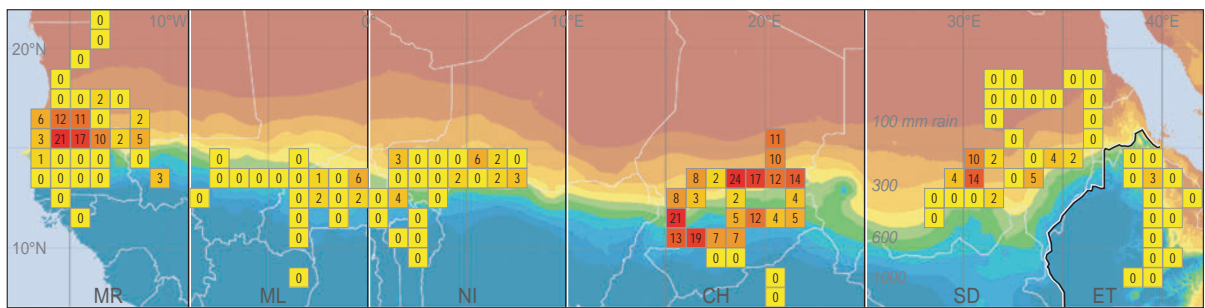 0 10°W 0° 10°E 20°E 30°E 40°E
0
20°N
0
0 0 0 0 0
0 0 2 0 0 0 0 0 0
6 12 11 0 2 100 mm rain 0
3 21 17 10 2 5 11 0 0
1 0 0 0 0 0 0 3 0 0 0 6 2 0 10 10 2 0 4 2 0 0
0 0 0 0 3 0 0 0 0 0 1 0 6 0 0 0 2 0 2 3 8 2 24 17 12 14 300 4 14 0 5 0 3 0
0 0 0 2 0 2 0 4 0 8 3 2 4 0 0 0 2 0 0 0
0 0 0 0 0 21 5 12 4 5 0 0 0
10°N 0 0 0 13 19 7 7 600 0
0 0 0 0 0 0
0 0 1000 0 0
MR ML NI CH 0 SD ET